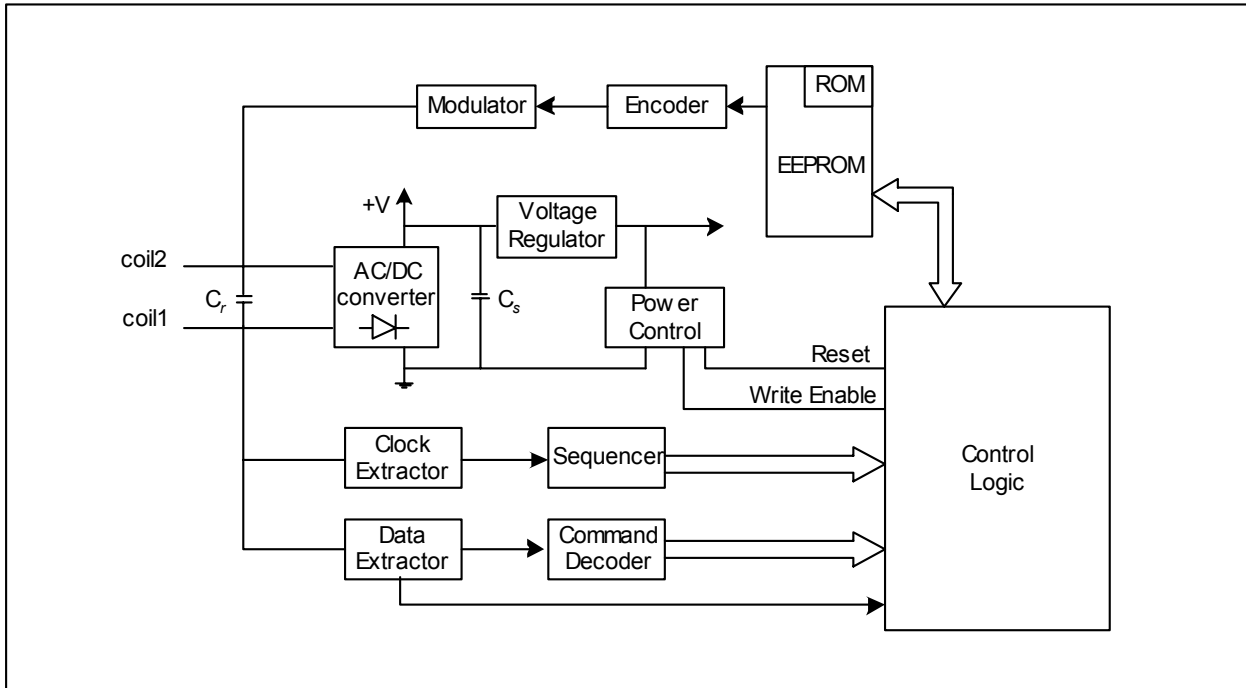 ROM
Modulator
Encoder
EEPROM
+V
Voltage
Regulator
coil2
AC/DC
converter
Cr
Cs
Power
Control
coil1
Reset
Write Enable
Clock
Extractor
Sequencer
Control
Logic
Data
Extractor
Command
Decoder